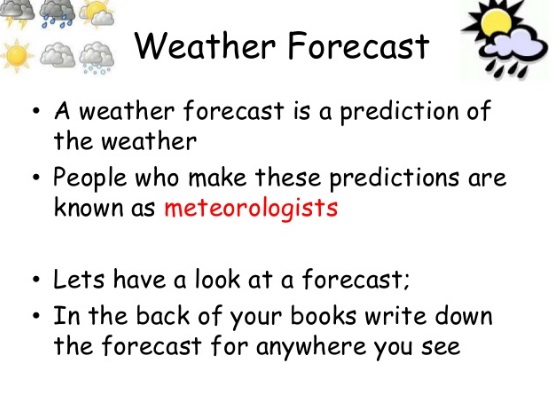 Weather Forecast
• A weather forecast is a prediction of
the weather
• People who make these predictions are
known as meteorologists
• Lets have a look at a forecast;
• In the back of your books write down
the forecast for anywhere you see